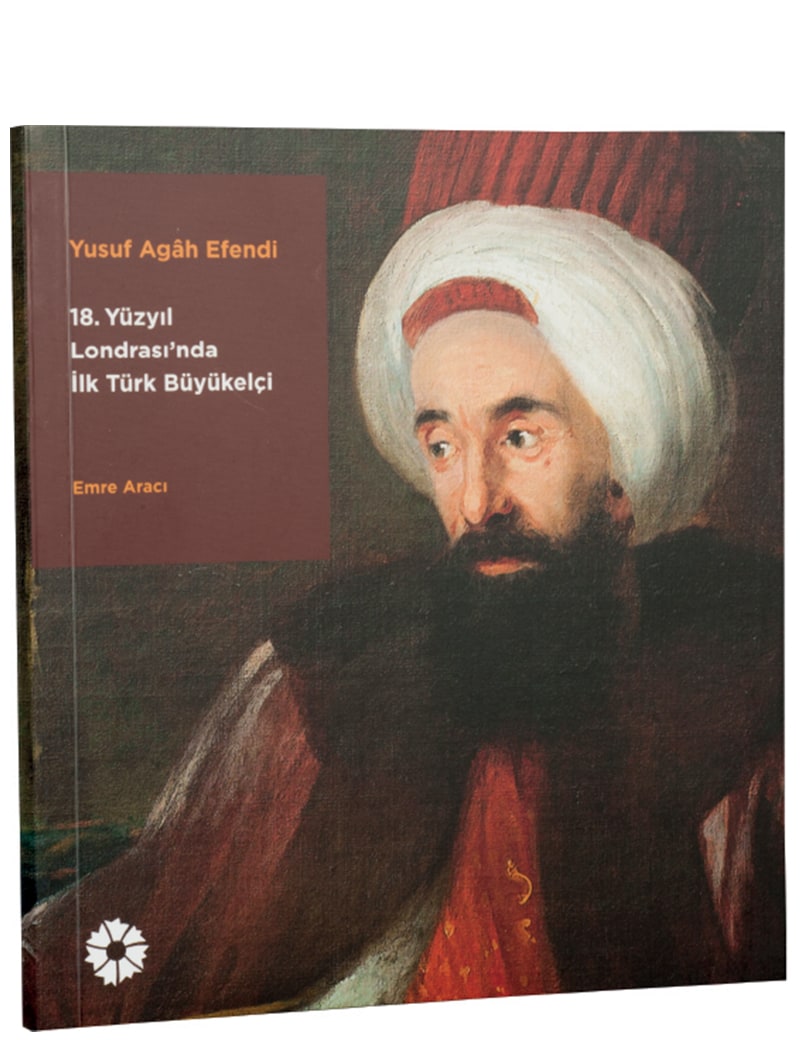 Yusuf Agâh Efendi
18. Yüzyıl
Londrası'nda
İlk Türk Büyükelçi
Emre Aracı